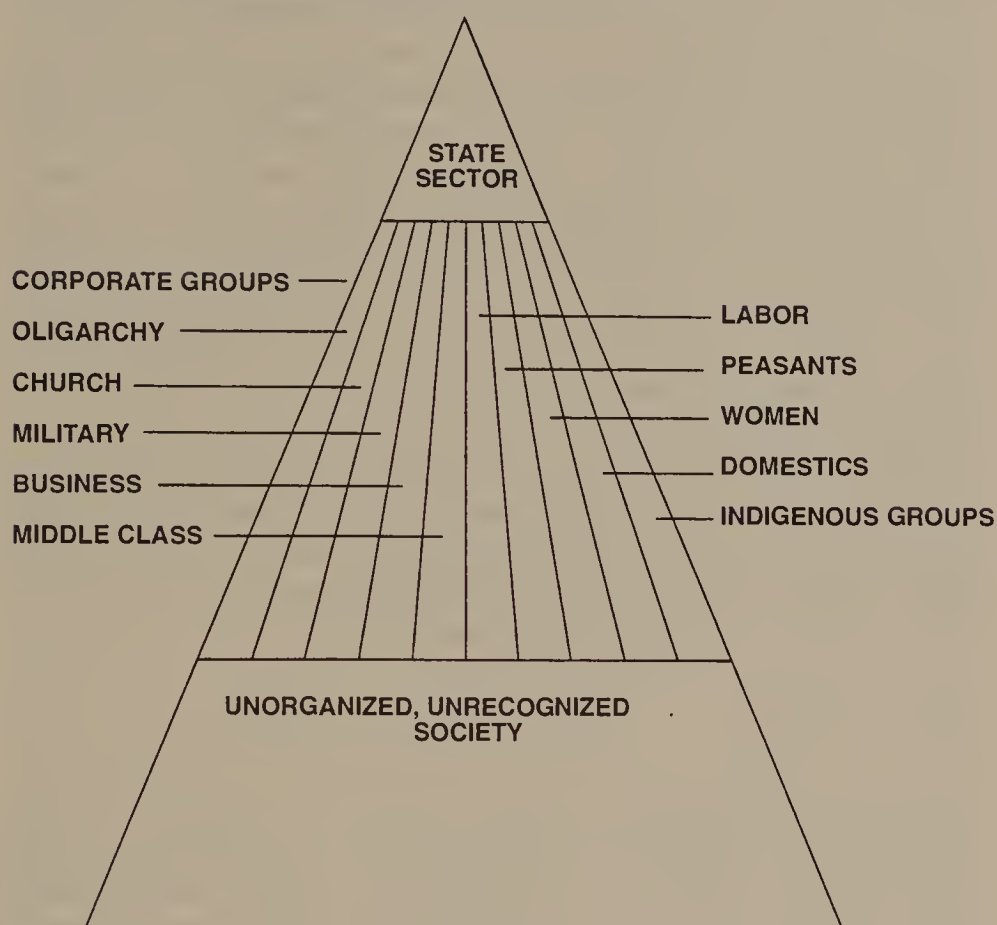 STATE
SECTOR
CORPORATE GROUPS
OLIGARCHY
CHURCH
MILITARY
BUSINESS
MIDDLE CLASS
LABOR
PEASANTS
WOMEN
DOMESTICS
INDIGENOUS GROUPS
UNORGANIZED, UNRECOGNIZED
SOCIETY